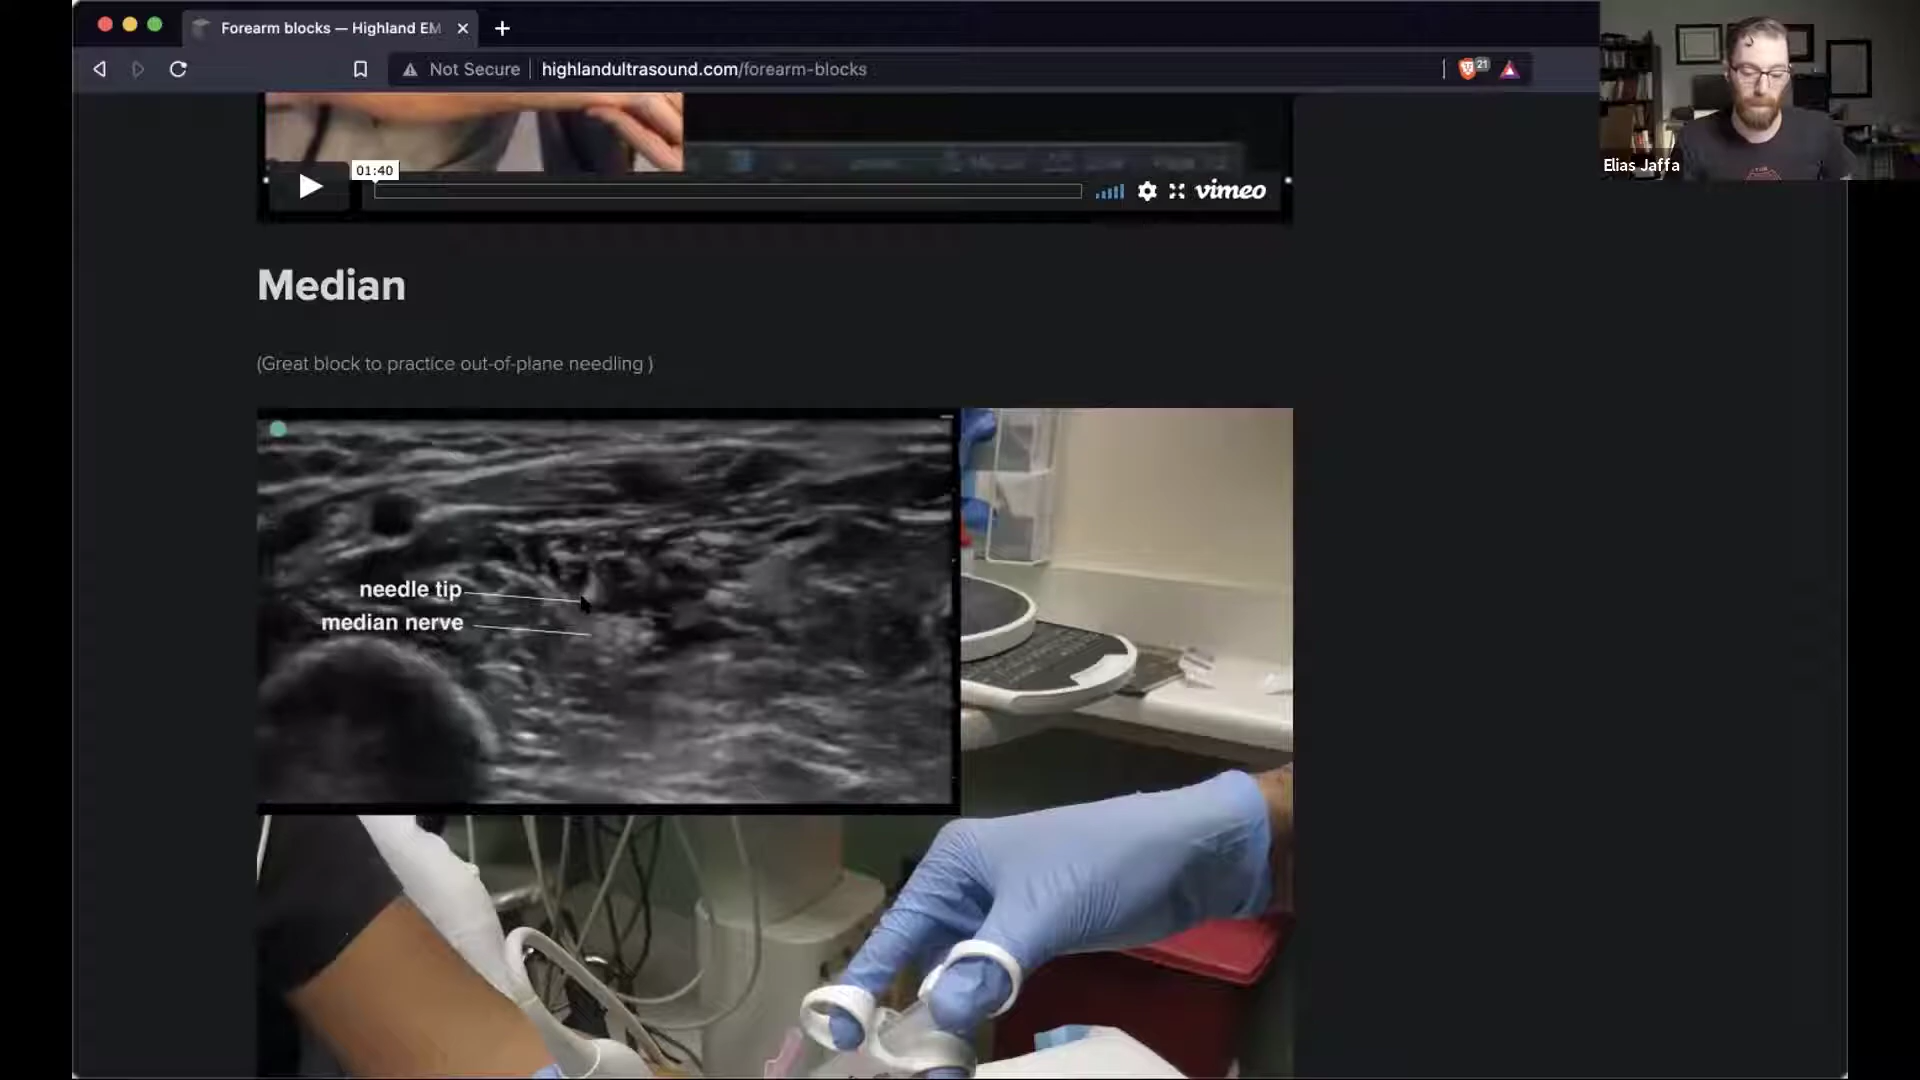 Forearm blocks — Highland EM
Not Secure
highlandultrasound.com/forearm-blocks
21
Elias Jaffa
01:40
vimeo
Median
(Great block to practice out-of-plane needling )
needle tip
median nerve